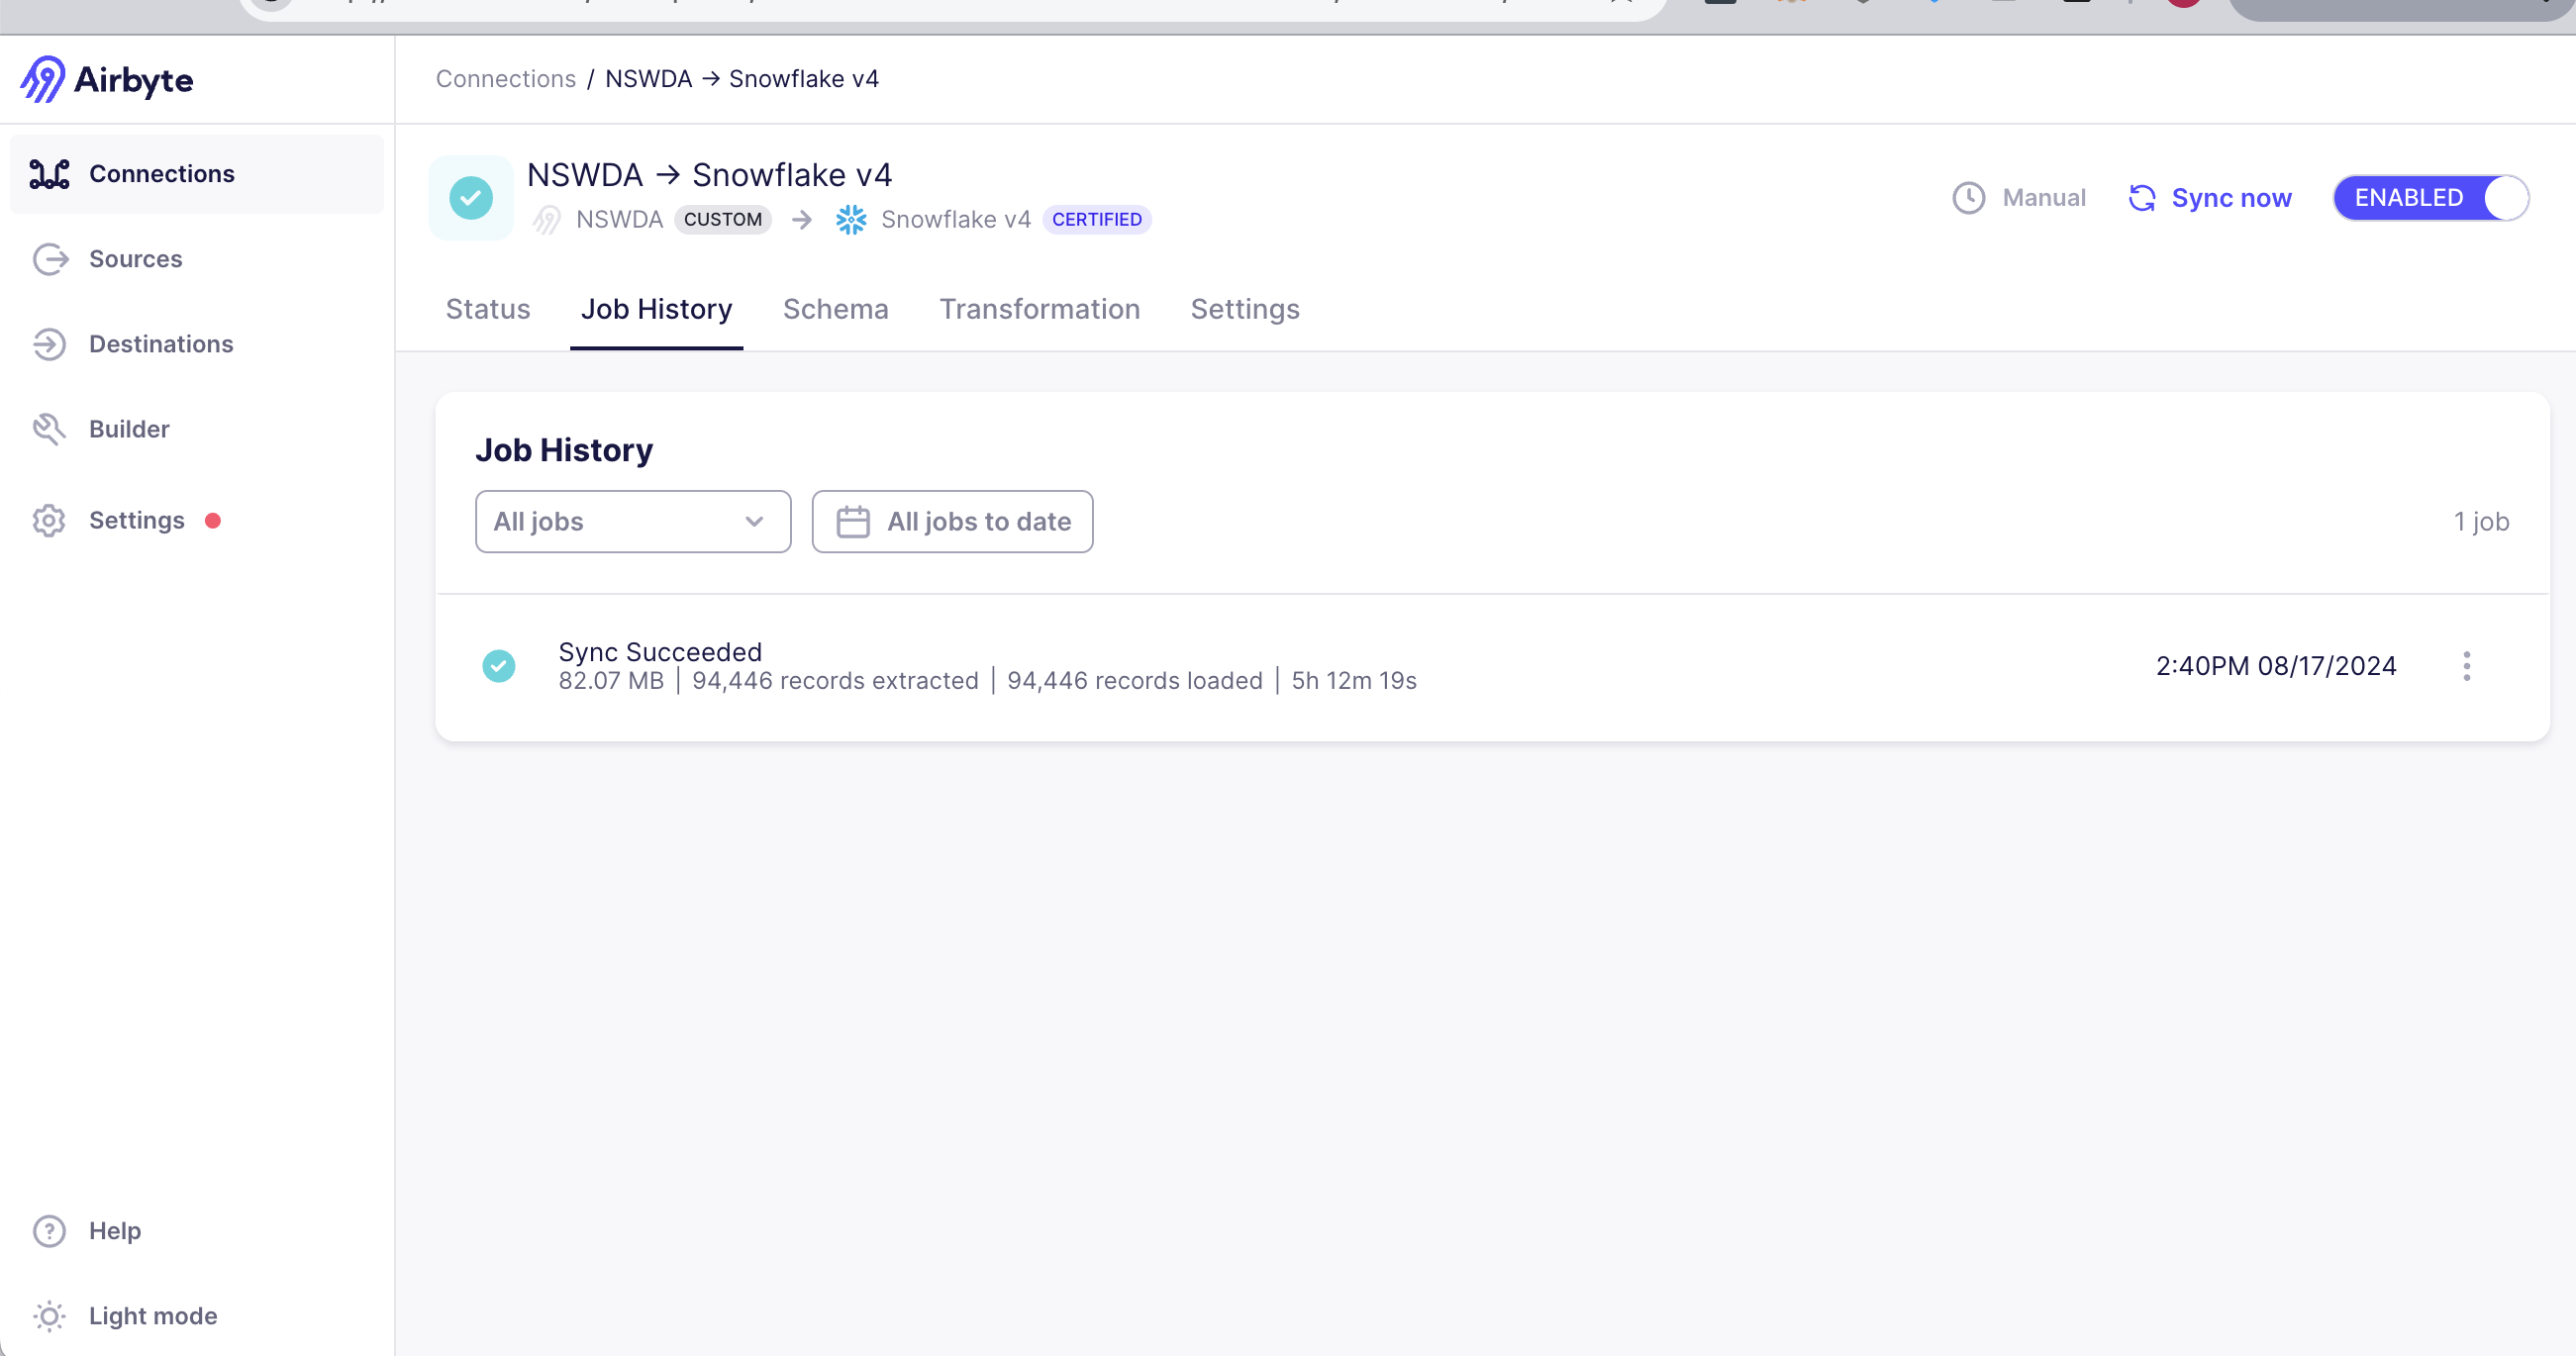 Airbyte
Connections / NSWDA → Snowflake v4
Connections
Sources
Destinations
Builder
Settings
Help
Light mode
NSWDA → Snowflake v4
NSWDA CUSTOM → Snowflake v4 CERTIFIED
Manual Sync now ENABLED
Status Job History Schema Transformation Settings
Job History
All jobs All jobs to date 1 job
Sync Succeeded
82.07 MB | 94,446 records extracted | 94,446 records loaded | 5h 12m 19s
2:40PM 08/17/2024